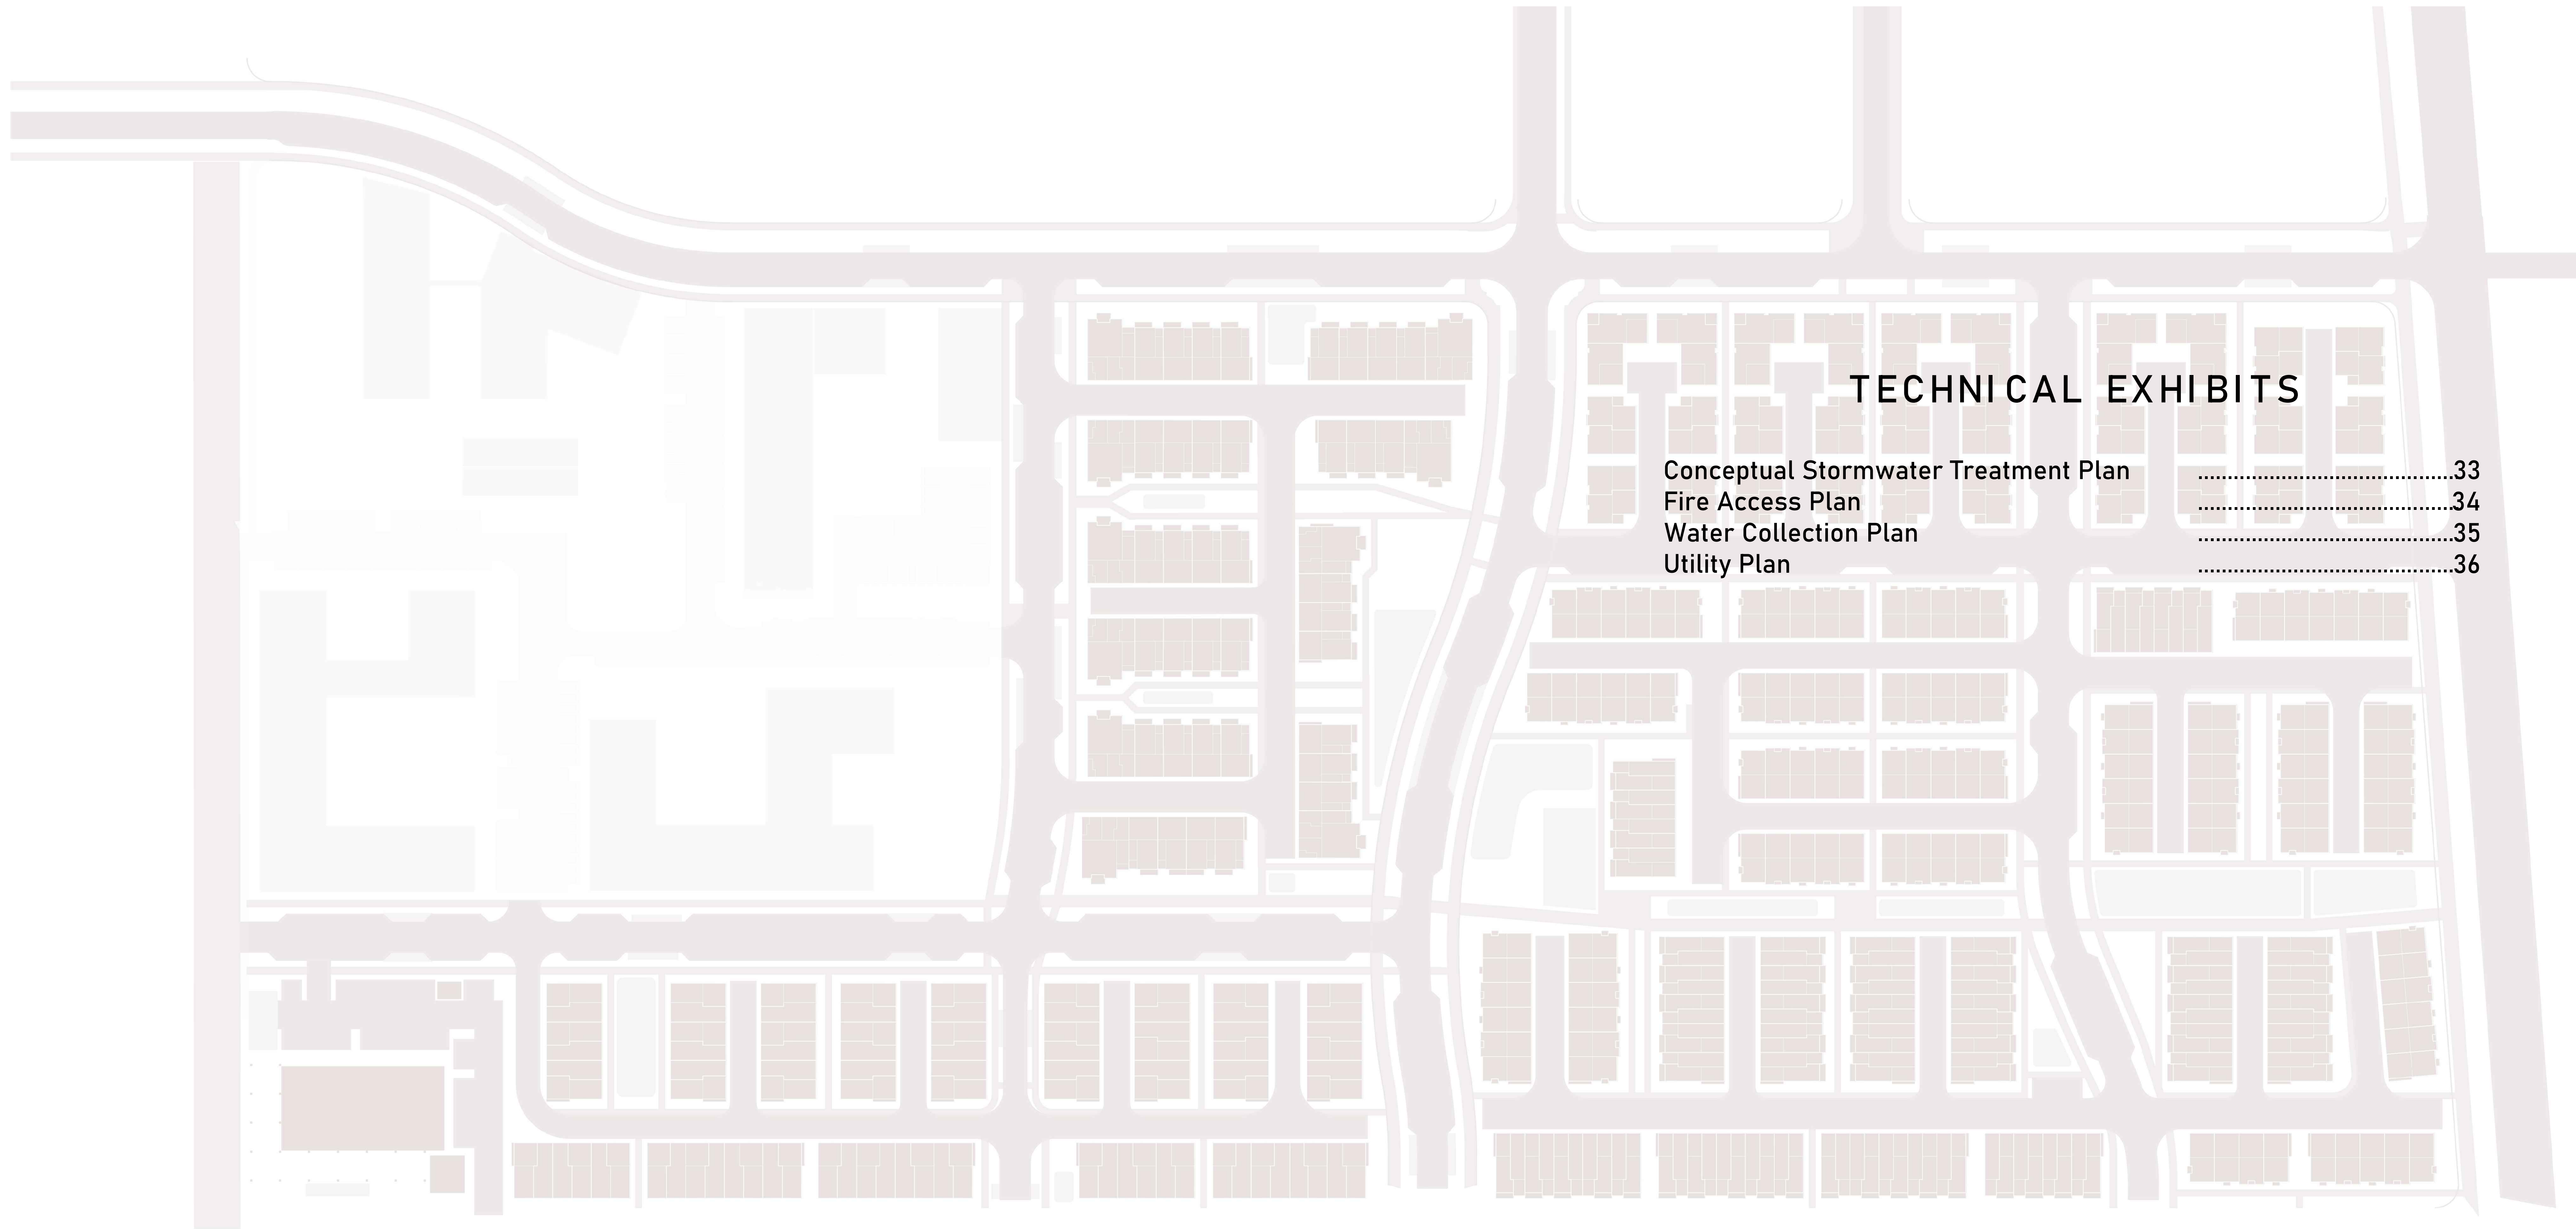 TECHNICAL EXHIBITS
Conceptual Stormwater Treatment Plan ............................................33
Fire Access Plan ............................................34
Water Collection Plan ............................................35
Utility Plan ............................................36